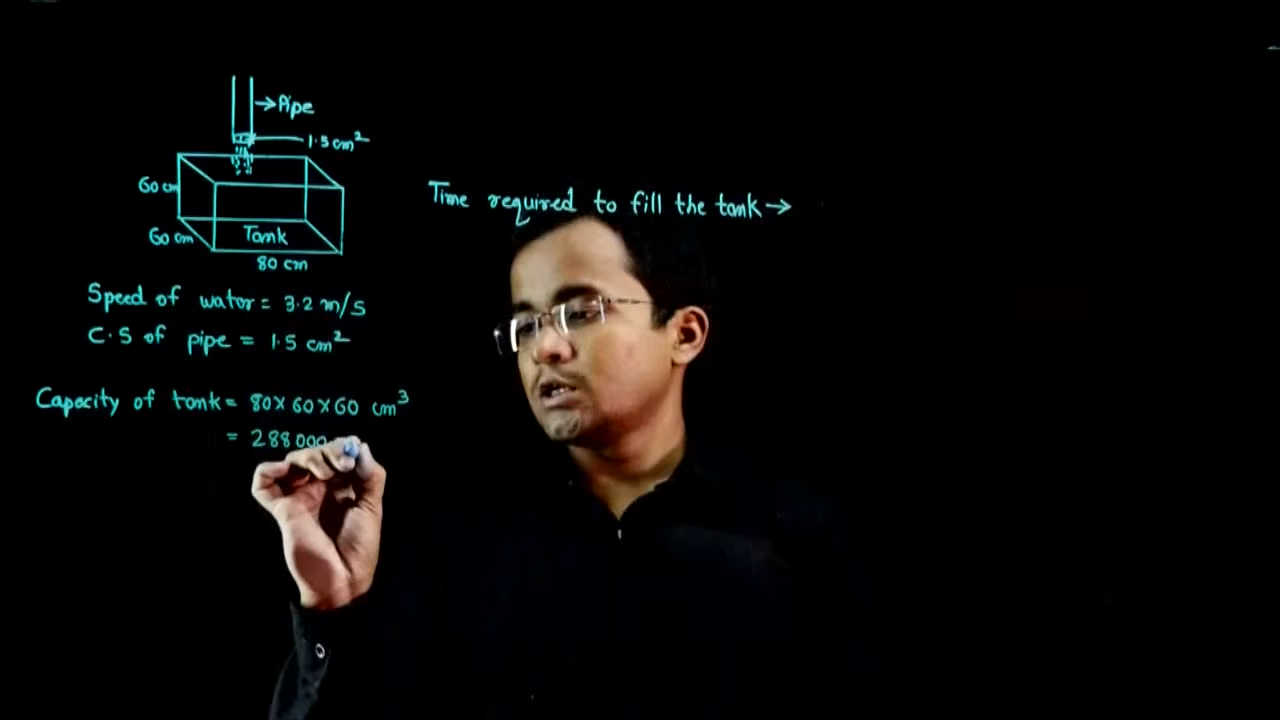 →Pipe
1.5 cm²
60 cm
60 cm
Tank
80 cm
Time required to fill the tank→
Speed of water = 3.2 m/s
C.S of pipe = 1.5 cm²
Capacity of tank = 80×60×60 cm³
= 288000